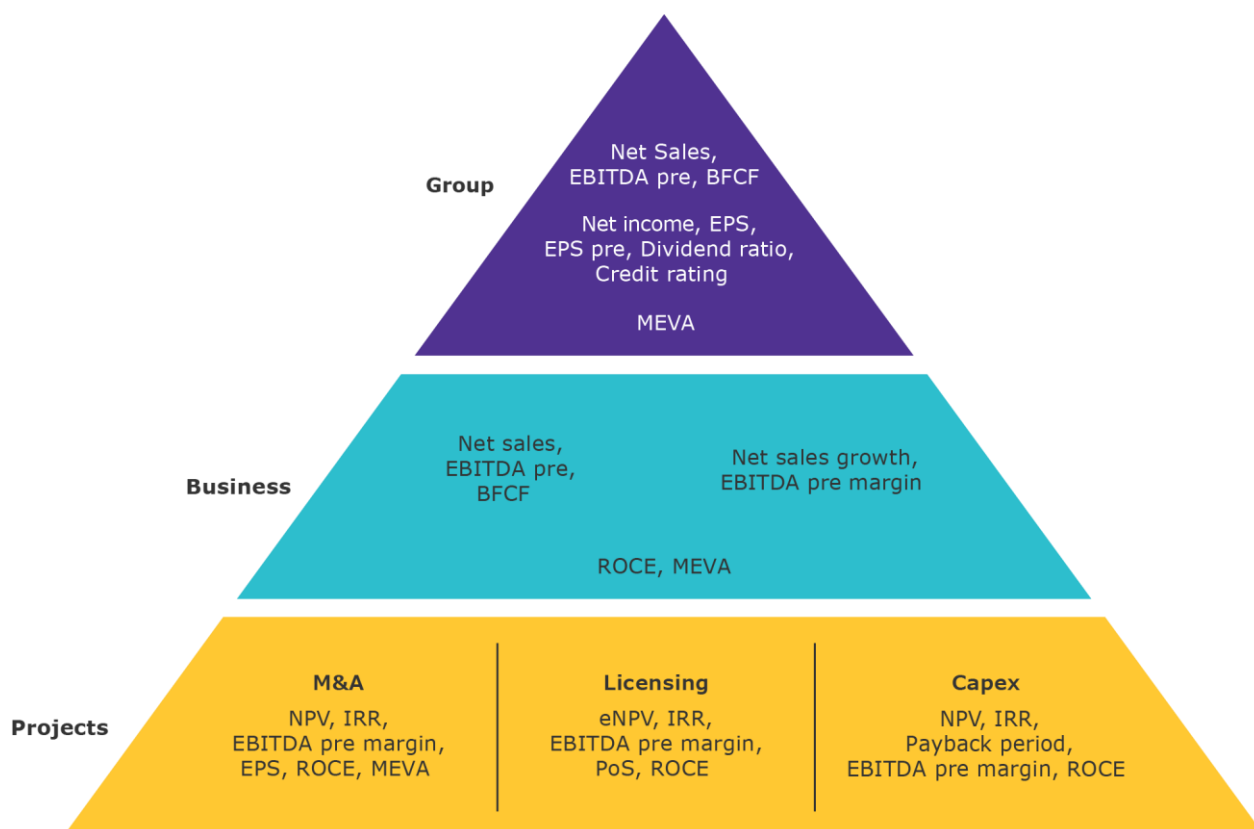 Group
Net Sales,
EBITDA pre, BFCF
Net income, EPS,
EPS pre, Dividend ratio,
Credit rating
MEVA
Business
Net sales,
EBITDA pre,
BFCF
Net sales growth,
EBITDA pre margin
ROCE, MEVA
Projects
M&A
NPV, IRR,
EBITDA pre margin,
EPS, ROCE, MEVA
Licensing
eNPV, IRR,
EBITDA pre margin,
PoS, ROCE
Capex
NPV, IRR,
Payback period,
EBITDA pre margin, ROCE